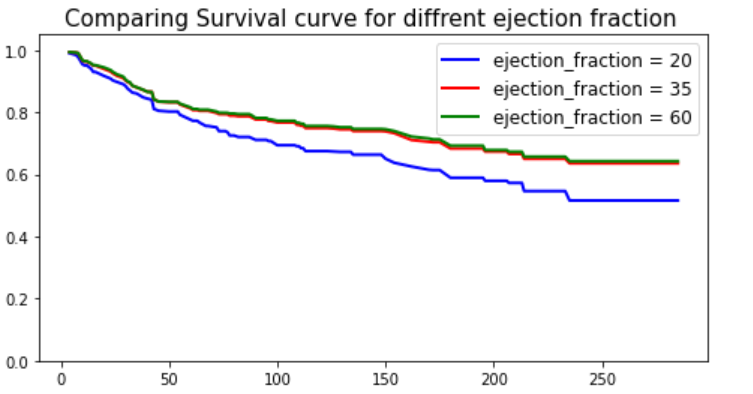 Comparing Survival curve for diffrent ejection fraction
1.0
ejection_fraction = 20
ejection_fraction = 35
0.8
ejection_fraction = 60
0.6
0.4
0.2
0.0
0 50 100 150 200 250